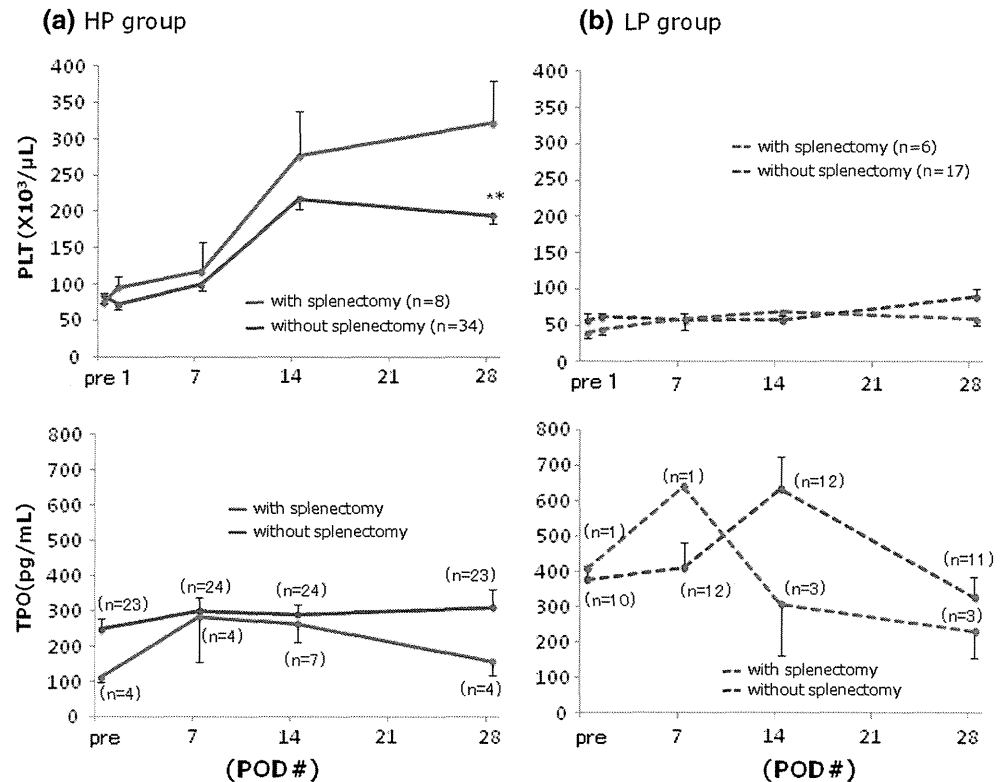 (a) HP group
PLT(X10³/μL)
400
350
300
250
200
150
100
50
0
**
with splenectomy (n=8)
without splenectomy (n=34)
pre 1 7 14 21 28
(b) LP group
400
350
300
250
200
150
100
50
0
with splenectomy (n=6)
without splenectomy (n=17)
pre 1 7 14 21 28
TPO(pg/mL)
800
700
600
500
400
300
200
100
0
with splenectomy
without splenectomy
(n=23) (n=24) (n=24) (n=23)
(n=4) (n=4) (n=7) (n=4)
pre 7 14 21 28
(POD#)
800
700
600
500
400
300
200
100
0
(n=1) (n=1) (n=12) (n=11)
(n=10) (n=12) (n=3) (n=3)
with splenectomy
without splenectomy
pre 1 7 14 21 28
(POD#)